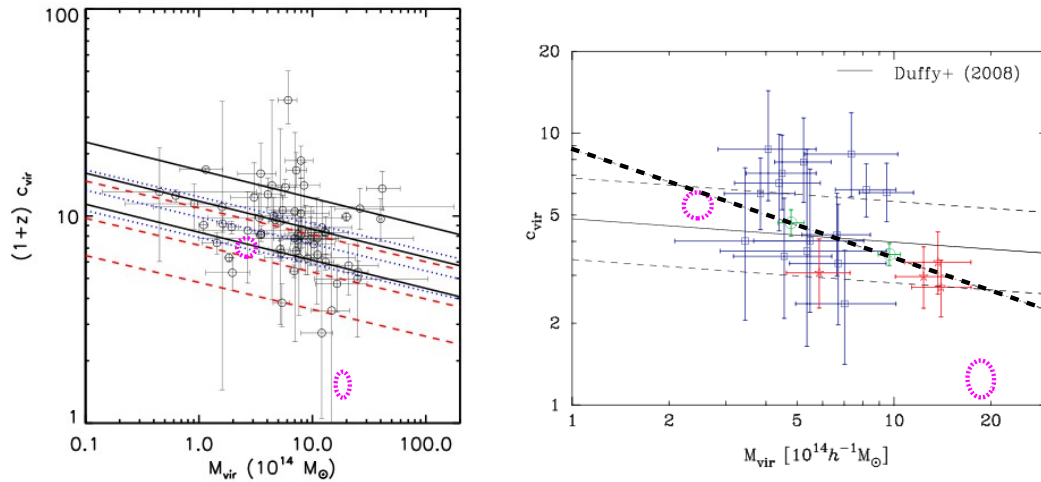 100
10
1
(1+z) c_vir
0.1 1.0 10.0 100.0
M_vir (10^14 M_⊙)
20
10
5
2
1
c_vir
Duffy+ (2008)
1 2 5 10 20
M_vir [10^14 h^-1 M_⊙]